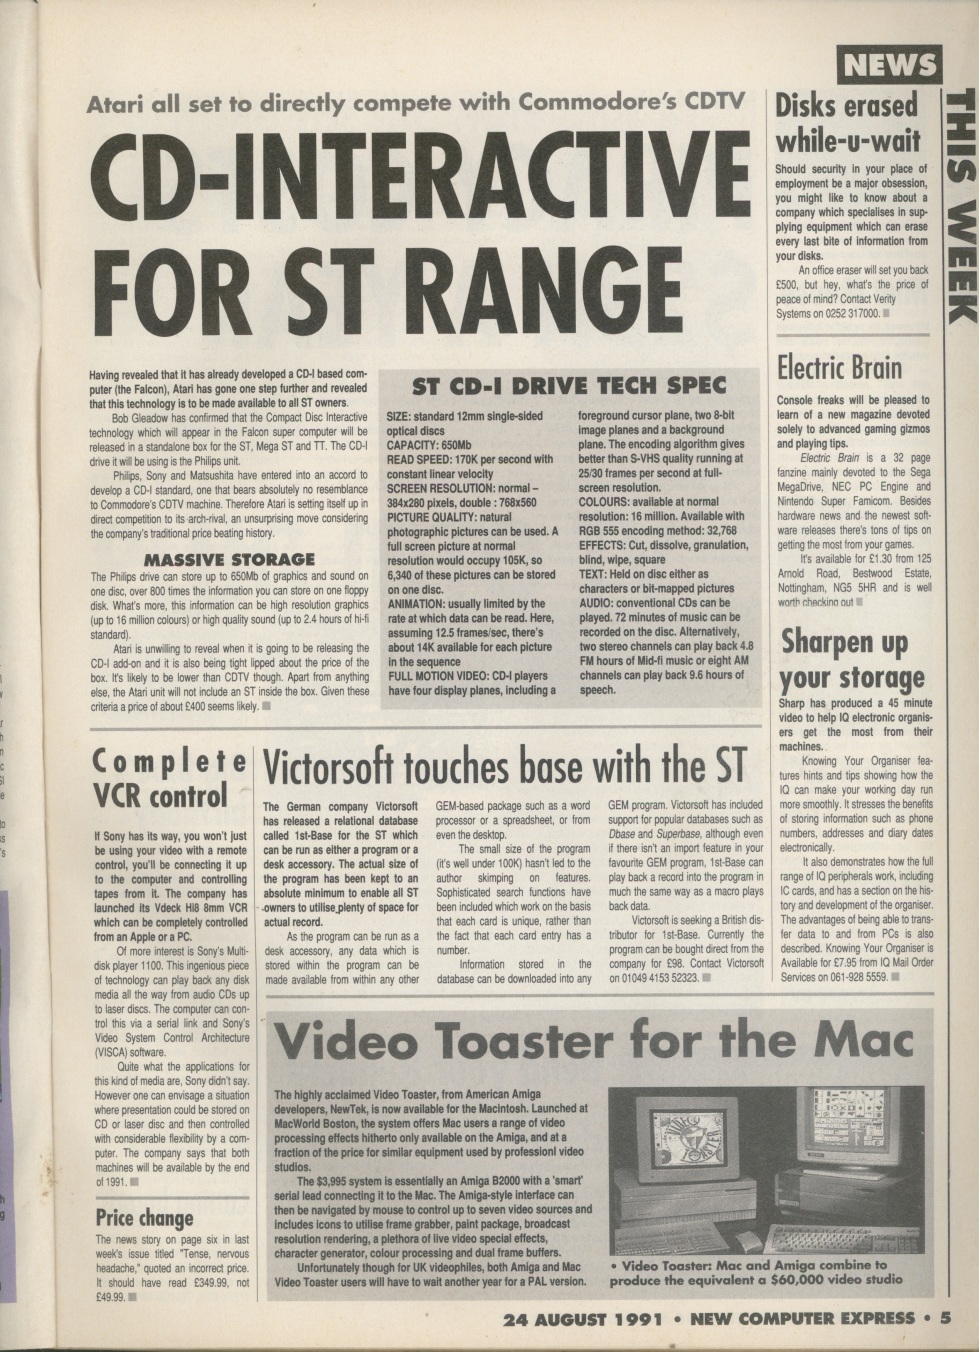 NEWS
THIS WEEK
Atari all set to directly compete with Commodore's CDTV
CD-INTERACTIVE
FOR ST RANGE
Having revealed that it has already developed a CD-I based com-
puter (the Falcon), Atari has gone one step further and revealed
that this technology is to be made available to all ST owners.
Bob Gleadow has confirmed that the Compact Disc Interactive
technology which will appear in the Falcon super computer will be
released in a standalone box for the ST, Mega ST and TT. The CD-I
drive it will be using is the Philips unit.
Philips, Sony and Matsushita have entered into an accord to
develop a CD-I standard, one that bears absolutely no resemblance
to Commodore's CDTV machine. Therefore Atari is setting itself up in
direct competition to its arch-rival, an unsurprising move considering
the company's traditional price beating history.
MASSIVE STORAGE
The Philips drive can store up to 650Mb of graphics and sound on
one disc, over 800 times the information you can store on one floppy
disk. What's more, this information can be high resolution graphics
(up to 16 million colours) or high quality sound (up to 2.4 hours of hi-fi
standard).
Atari is unwilling to reveal when it is going to be releasing the
CD-I add-on and it is also being tight lipped about the price of the
box. It's likely to be lower than CDTV though. Apart from anything
else, the Atari unit will not include an ST inside the box. Given these
criteria a price of about £400 seems likely.
ST CD-I DRIVE TECH SPEC
SIZE: standard 12mm single-sided
optical discs
CAPACITY: 650Mb
READ SPEED: 170K per second with
constant linear velocity
SCREEN RESOLUTION: normal –
384x280 pixels, double : 768x560
PICTURE QUALITY: natural
photographic pictures can be used. A
full screen picture at normal
resolution would occupy 105K, so
6,340 of these pictures can be stored
on one disc.
ANIMATION: usually limited by the
rate at which data can be read. Here,
assuming 12.5 frames/sec, there's
about 14K available for each picture
in the sequence
FULL MOTION VIDEO: CD-I players
have four display planes, including a
foreground cursor plane, two 8-bit
image planes and a background
plane. The encoding algorithm gives
better than S-VHS quality running at
25/30 frames per second at full-
screen resolution.
COLOURS: available at normal
resolution: 16 million. Available with
RGB 555 encoding method: 32,768
EFFECTS: Cut, dissolve, granulation,
blind, wipe, square
TEXT: Held on disc either as
characters or bit-mapped pictures
AUDIO: conventional CDs can be
played. 72 minutes of music can be
recorded on the disc. Alternatively,
two stereo channels can play back 4.8
FM hours of Mid-fi music or eight AM
channels can play back 9.6 hours of
speech.
Disks erased
while-u-wait
Should security in your place of
employment be a major obsession,
you might like to know about a
company which specialises in sup-
plying equipment which can erase
every last bite of information from
your disks.
An office eraser will set you back
£500, but hey, what's the price of
peace of mind? Contact Verity
Systems on 0252 317000.
Electric Brain
Console freaks will be pleased to
learn of a new magazine devoted
solely to advanced gaming gizmos
and playing tips.
Electric Brain is a 32 page
fanzine mainly devoted to the Sega
MegaDrive, NEC PC Engine and
Nintendo Super Famicom. Besides
hardware news and the newest soft-
ware releases there's tons of tips on
getting the most from your games.
It's available for £1.30 from 125
Arnold Road, Bestwood Estate,
Nottingham, NG5 5HR and is well
worth checking out
Sharpen up
your storage
Sharp has produced a 45 minute
video to help IQ electronic organis-
ers get the most from their
machines.
Knowing Your Organiser fea-
tures hints and tips showing how the
IQ can make your working day run
more smoothly. It stresses the benefits
of storing information such as phone
numbers, addresses and diary dates
electronically.
It also demonstrates how the full
range of IQ peripherals work, including
IC cards, and has a section on the his-
tory and development of the organiser.
The advantages of being able to trans-
fer data to and from PCs is also
described. Knowing Your Organiser is
Available for £7.95 from IQ Mail Order
Services on 061-928 5559.
Complete
VCR control
If Sony has its way, you won't just
be using your video with a remote
control, you'll be connecting it up
to the computer and controlling
tapes from it. The company has
launched its Vdeck Hi8 8mm VCR
which can be completely controlled
from an Apple or a PC.
Of more interest is Sony's Multi-
disk player 1100. This ingenious piece
of technology can play back any disk
media all the way from audio CDs up
to laser discs. The computer can con-
trol this via a serial link and Sony's
Video System Control Architecture
(VISCA) software.
Quite what the applications for
this kind of media are, Sony didn't say.
However one can envisage a situation
where presentation could be stored on
CD or laser disc and then controlled
with considerable flexibility by a com-
puter. The company says that both
machines will be available by the end
of 1991.
Price change
The news story on page six in last
week's issue titled "Tense, nervous
headache," quoted an incorrect price.
It should have read £349.99, not
£49.99.
Victorsoft touches base with the ST
The German company Victorsoft
has released a relational database
called 1st-Base for the ST which
can be run as either a program or a
desk accessory. The actual size of
the program has been kept to an
absolute minimum to enable all ST
owners to utilise plenty of space for
actual record.
As the program can be run as a
desk accessory, any data which is
stored within the program can be
made available from within any other
GEM-based package such as a word
processor or a spreadsheet, or from
even the desktop.
The small size of the program
(it's well under 100K) hasn't led to the
author skimping on features.
Sophisticated search functions have
been included which work on the basis
that each card is unique, rather than
the fact that each card entry has a
number.
Information stored in the
database can be downloaded into any
GEM program. Victorsoft has included
support for popular databases such as
Dbase and Superbase, although even
if there isn't an import feature in your
favourite GEM program, 1st-Base can
play back a record into the program in
much the same way as a macro plays
back data.
Victorsoft is seeking a British dis-
tributor for 1st-Base. Currently the
program can be bought direct from the
company for £98. Contact Victorsoft
on 01049 4153 52323.
Video Toaster for the Mac
The highly acclaimed Video Toaster, from American Amiga
developers, NewTek, is now available for the Macintosh. Launched at
MacWorld Boston, the system offers Mac users a range of video
processing effects hitherto only available on the Amiga, and at a
fraction of the price for similar equipment used by professionl video
studios.
The $3,995 system is essentially an Amiga B2000 with a 'smart'
serial lead connecting it to the Mac. The Amiga-style interface can
then be navigated by mouse to control up to seven video sources and
includes icons to utilise frame grabber, paint package, broadcast
resolution rendering, a plethora of live video special effects,
character generator, colour processing and dual frame buffers.
Unfortunately though for UK videophiles, both Amiga and Mac
Video Toaster users will have to wait another year for a PAL version.
• Video Toaster: Mac and Amiga combine to
produce the equivalent a $60,000 video studio
24 AUGUST 1991 • NEW COMPUTER EXPRESS • 5